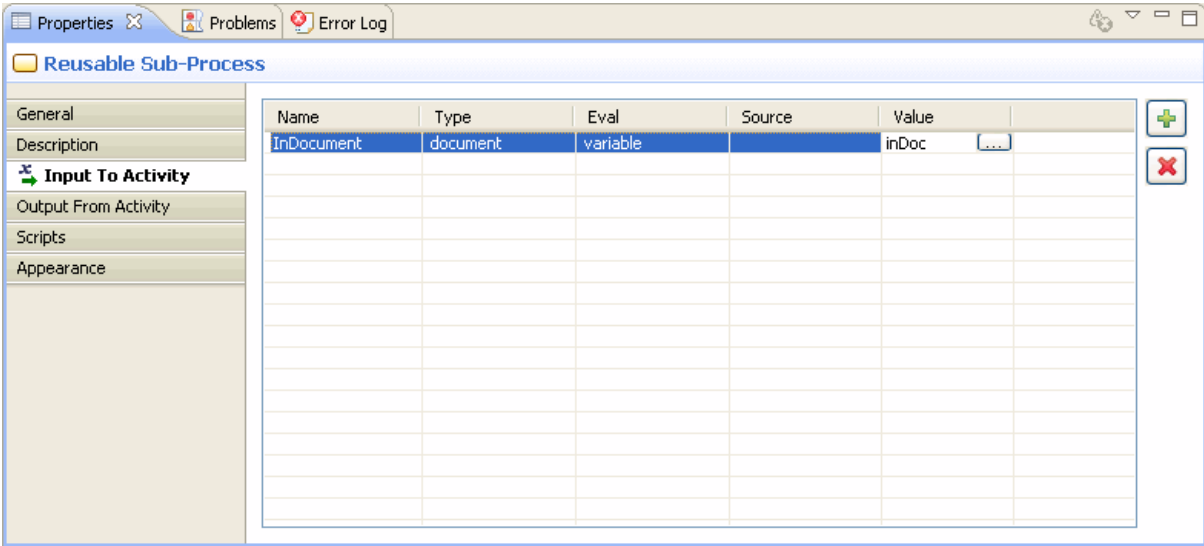 Properties Problems Error Log
Reusable Sub-Process
General
Description
Input To Activity
Output From Activity
Scripts
Appearance
Name Type Eval Source Value
InDocument document variable inDoc ...